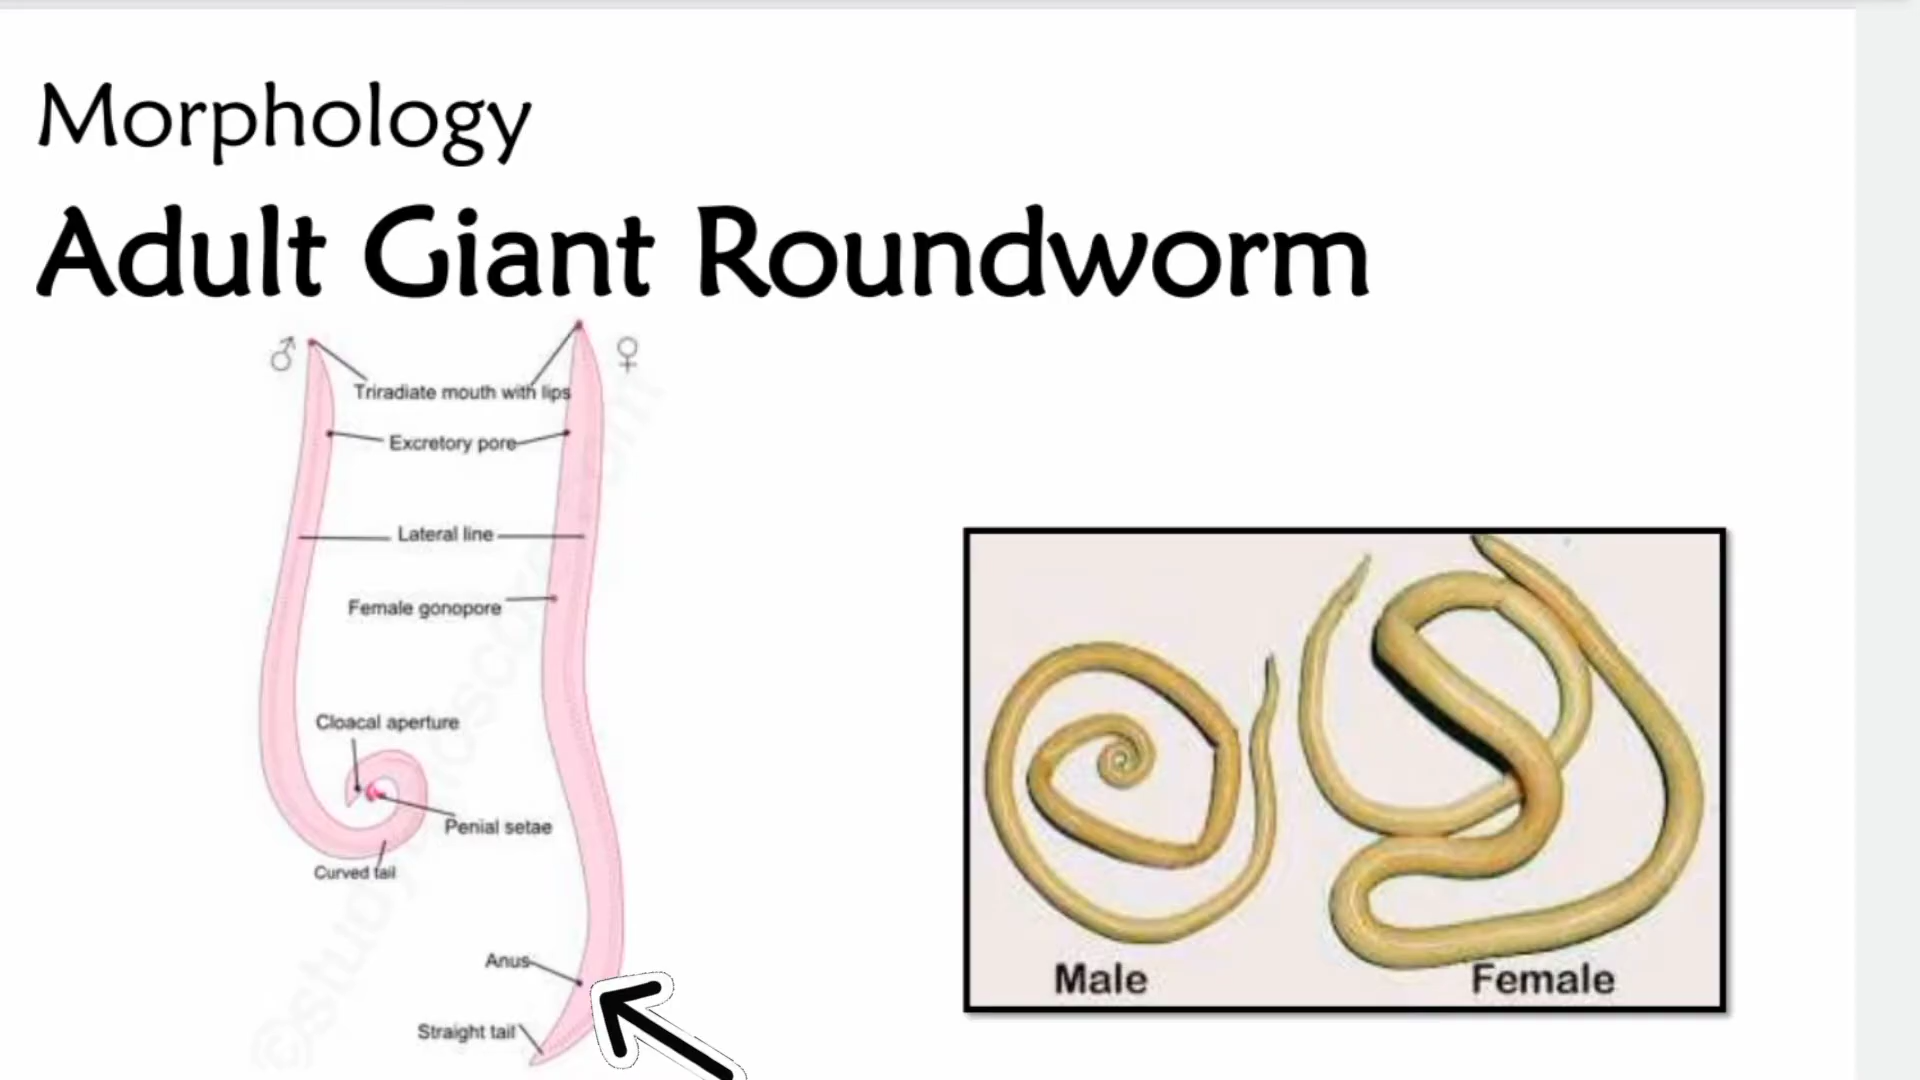 Morphology
Adult Giant Roundworm
♂
♀
Triradiate mouth with lips
Excretory pore
Lateral line
Female gonopore
Cloacal aperture
Penial setae
Curved tail
Anus
Straight tail
Male
Female